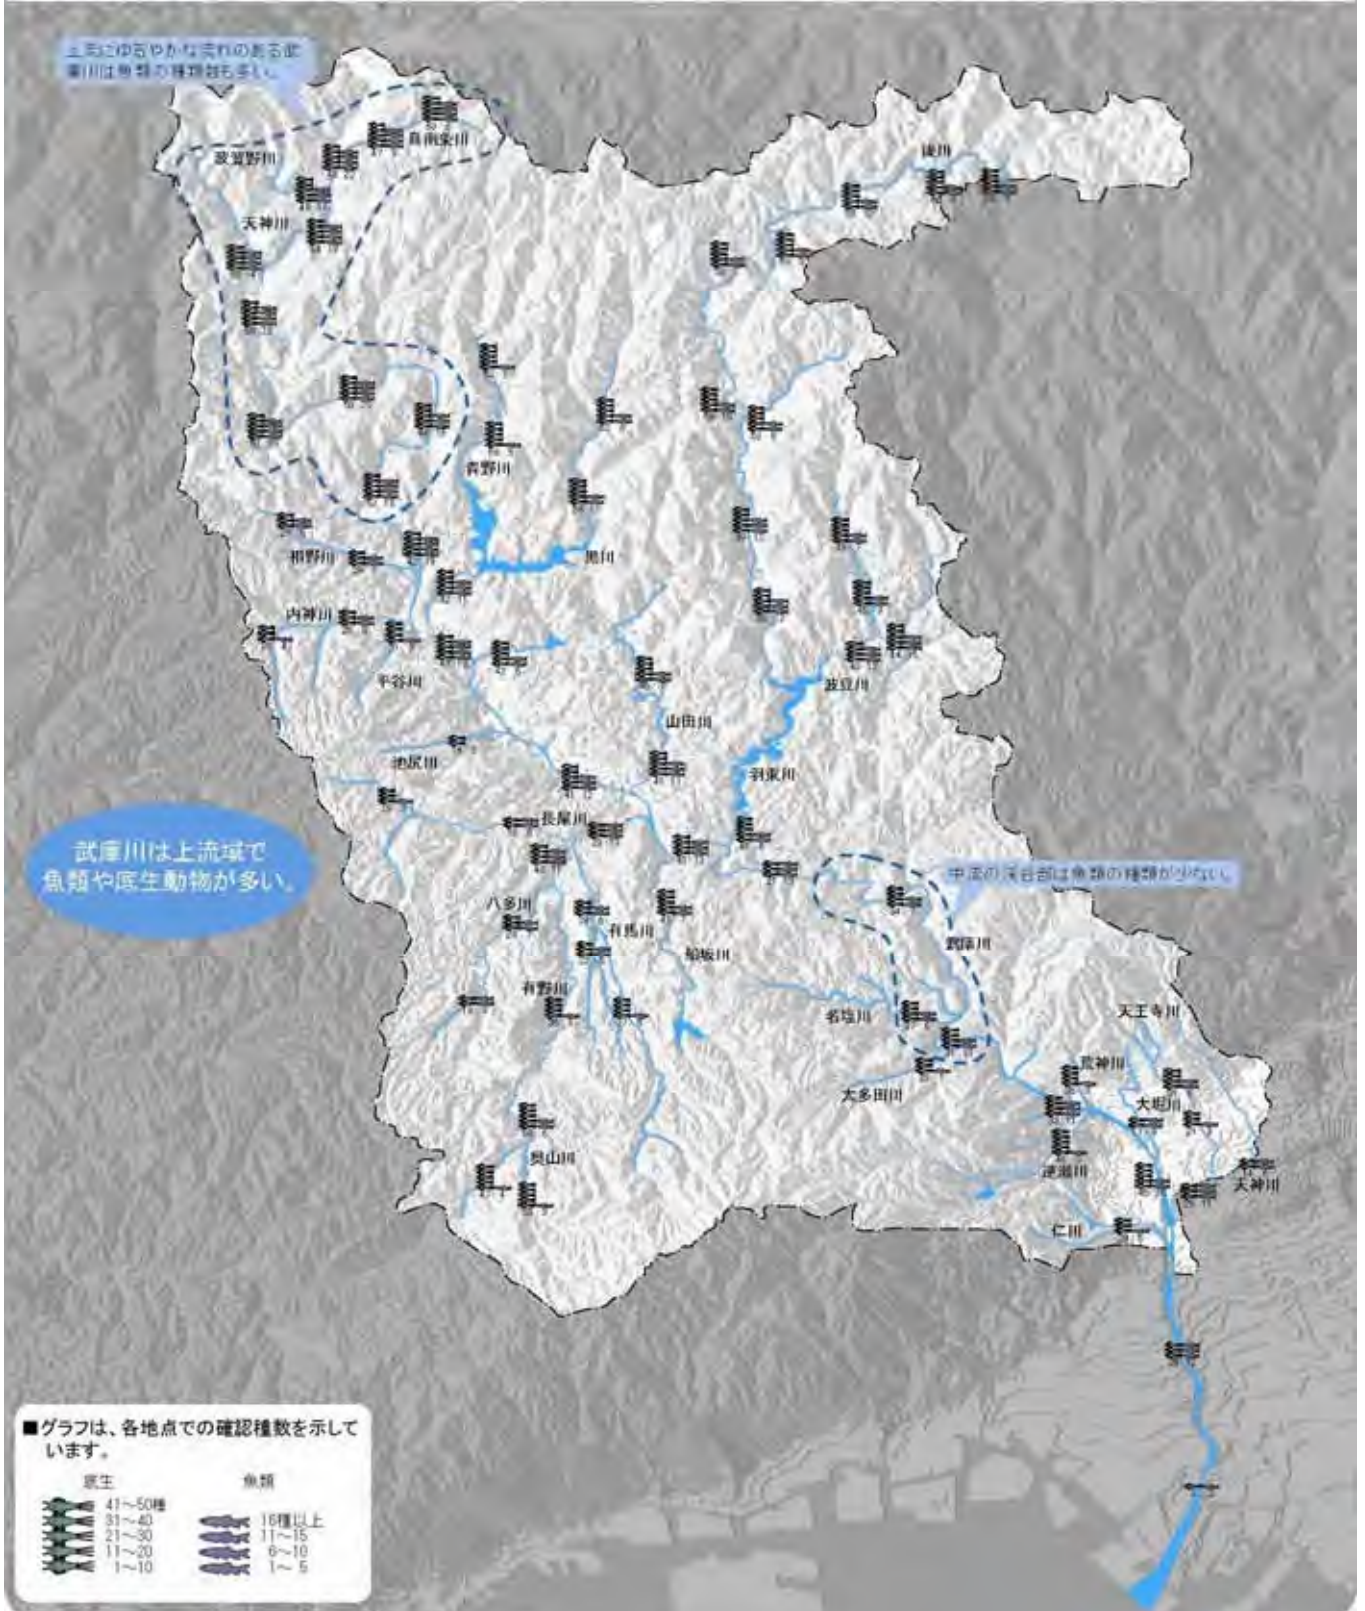 上流にゆるやかな流れのある武
庫川は魚類の種類数も多い。
真南条川
波賀野川
天神川
後川
青野川
黒川
相野川
内神川
平谷川
波豆川
山田川
池尻川
羽束川
長尾川
武庫川は上流域で
魚類や底生動物が多い。
中流の渓谷部は魚類の種類が少ない。
八多川
有馬川
武庫川
船坂川
有野川
名塩川
天王寺川
荒神川
太多田川
大堀川
奥山川
逆瀬川
天神川
仁川
■グラフは、各地点での確認種数を示して
います。
底生 魚類
41～50種
31～40 16種以上
21～30 11～15
11～20 6～10
1～10 1～ 5